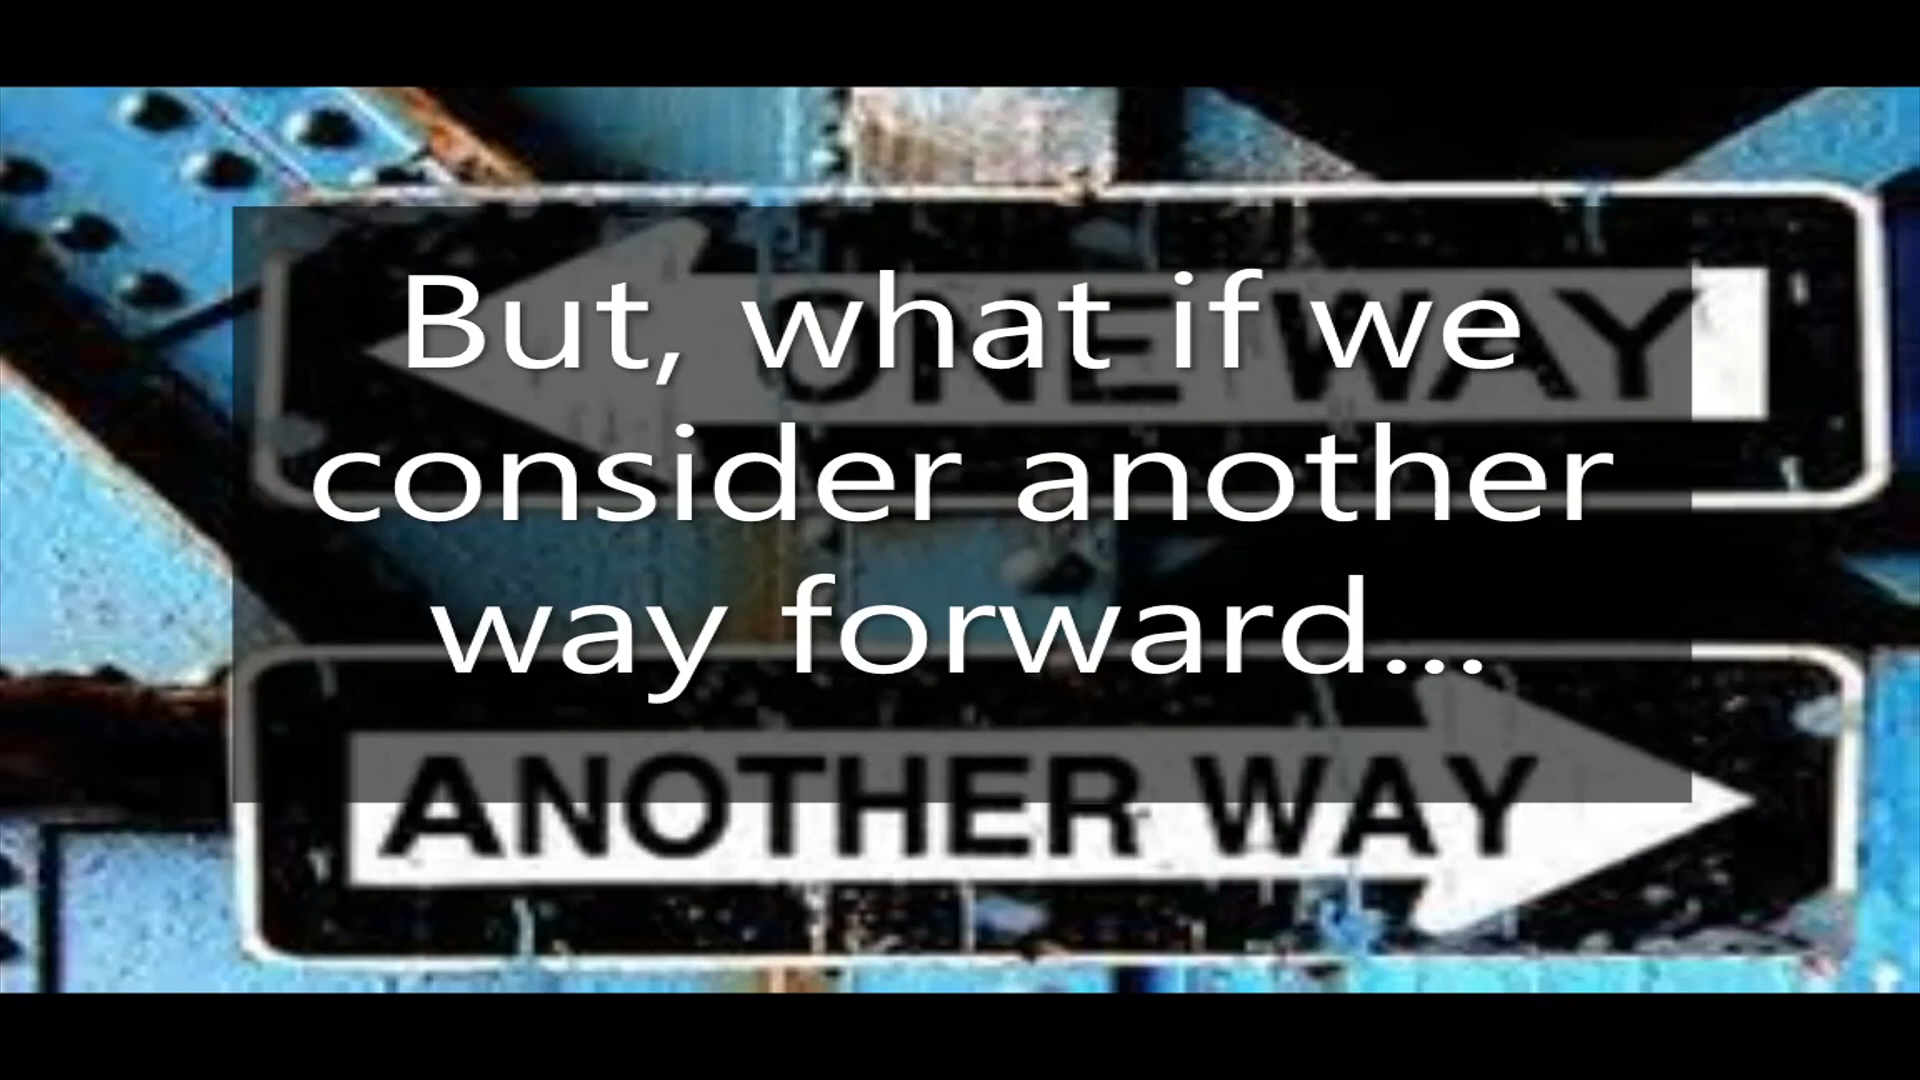 But, what if we
ONE WAY
consider another
way forward...
ANOTHER WAY